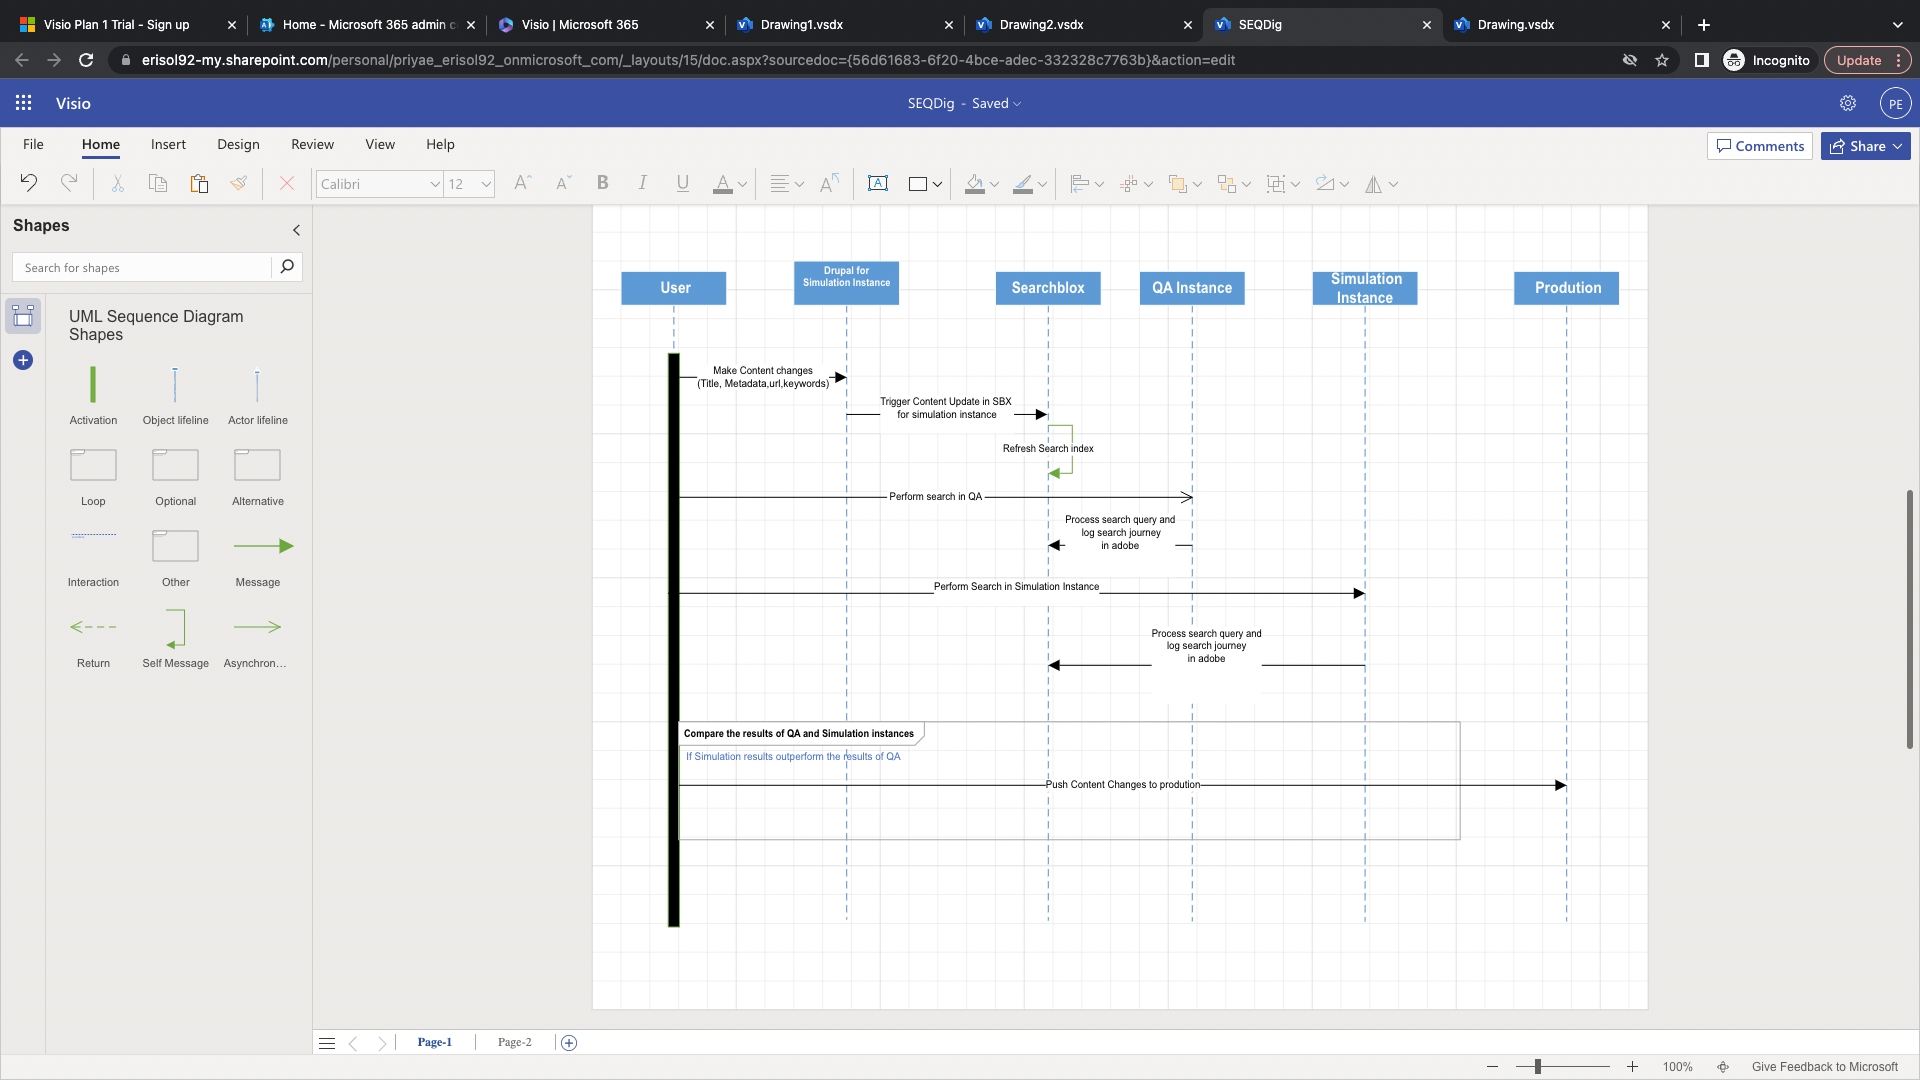 Visio Plan 1 Trial - Sign up
Home - Microsoft 365 admin c
Visio | Microsoft 365
Drawing1.vsdx
Drawing2.vsdx
SEQDig
Drawing.vsdx
erisol92-my.sharepoint.com/personal/priyae_erisol92_onmicrosoft_com/_layouts/15/doc.aspx?sourcedoc={56d61683-6f20-4bce-adec-332328c7763b}&action=edit
Incognito
Update
Visio
SEQDig - Saved
PE
File
Home
Insert
Design
Review
View
Help
Comments
Share
Calibri
12
Shapes
Search for shapes
UML Sequence Diagram
Shapes
Activation
Object lifeline
Actor lifeline
Loop
Optional
Alternative
Interaction
Other
Message
Return
Self Message
Asynchron...
User
Drupal for
Simulation Instance
Searchblox
QA Instance
Simulation
Instance
Prodution
Make Content changes
(Title, Metadata,url,keywords)
Trigger Content Update in SBX
for simulation instance
Refresh Search index
Perform search in QA
Process search query and
log search journey
in adobe
Perform Search in Simulation Instance
Process search query and
log search journey
in adobe
Compare the results of QA and Simulation instances
If Simulation results outperform the results of QA
Push Content Changes to prodution
Page-1
Page-2
100%
Give Feedback to Microsoft